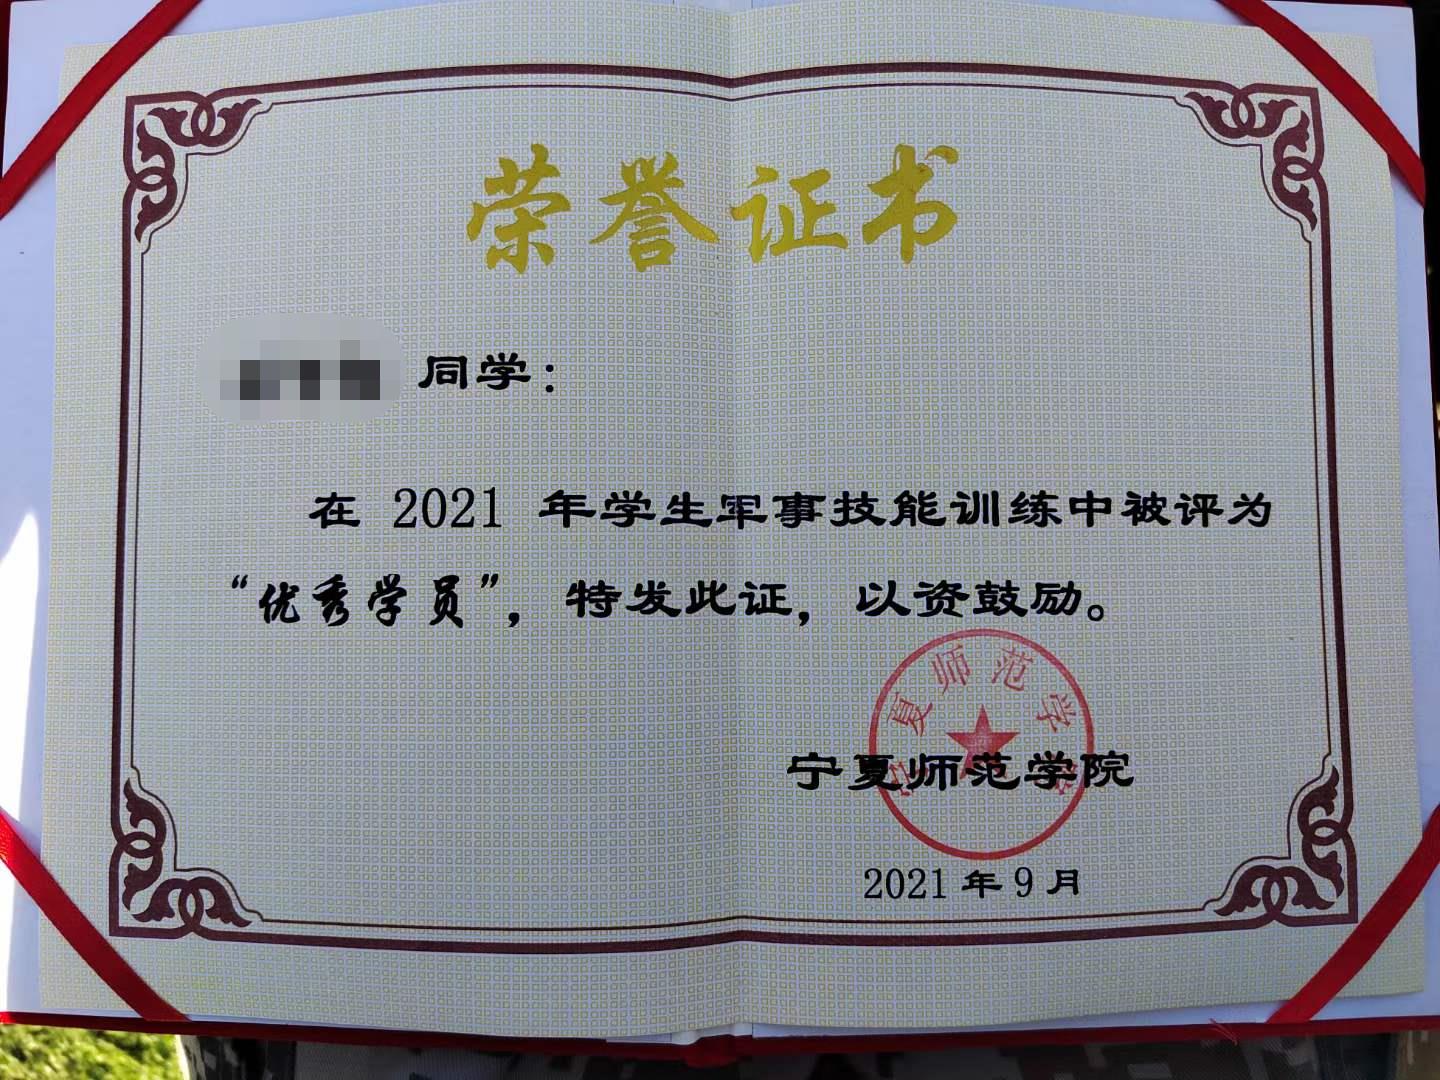 荣誉证书
同学：
在 2021 年学生军事技能训练中被评为
“优秀学员”，特发此证，以资鼓励。
宁夏师范学院
宁夏师范学院
2021 年 9 月